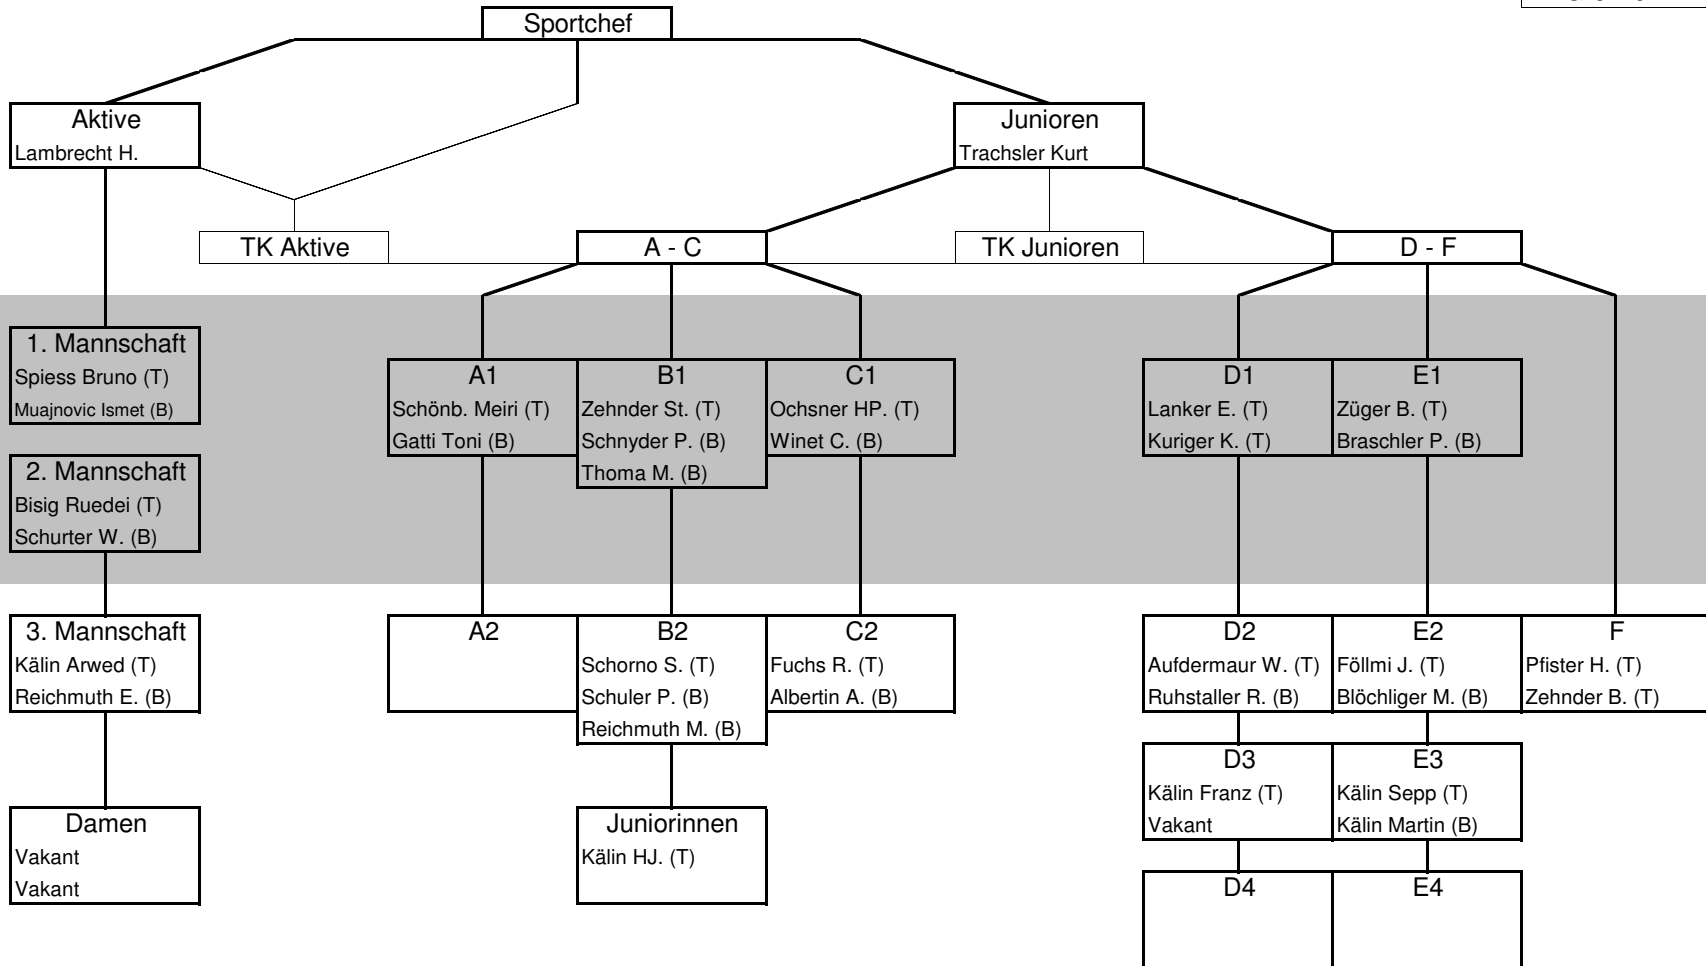 Sportchef
Aktive
Lambrecht H.
Junioren
Trachsler Kurt
TK Aktive
A - C
TK Junioren
D - F
1. Mannschaft
Spiess Bruno (T)
Muajnovic Ismet (B)
A1
Schönb. Meiri (T)
Gatti Toni (B)
B1
Zehnder St. (T)
Schnyder P. (B)
Thoma M. (B)
C1
Ochsner HP. (T)
Winet C. (B)
D1
Lanker E. (T)
Kuriger K. (T)
E1
Züger B. (T)
Braschler P. (B)
2. Mannschaft
Bisig Ruedei (T)
Schurter W. (B)
3. Mannschaft
Kälin Arwed (T)
Reichmuth E. (B)
A2
B2
Schorno S. (T)
Schuler P. (B)
Reichmuth M. (B)
C2
Fuchs R. (T)
Albertin A. (B)
D2
Aufdermaur W. (T)
Ruhstaller R. (B)
E2
Föllmi J. (T)
Blöchliger M. (B)
F
Pfister H. (T)
Zehnder B. (T)
D3
Kälin Franz (T)
Vakant
E3
Kälin Sepp (T)
Kälin Martin (B)
Damen
Vakant
Vakant
Juniorinnen
Kälin HJ. (T)
D4
E4